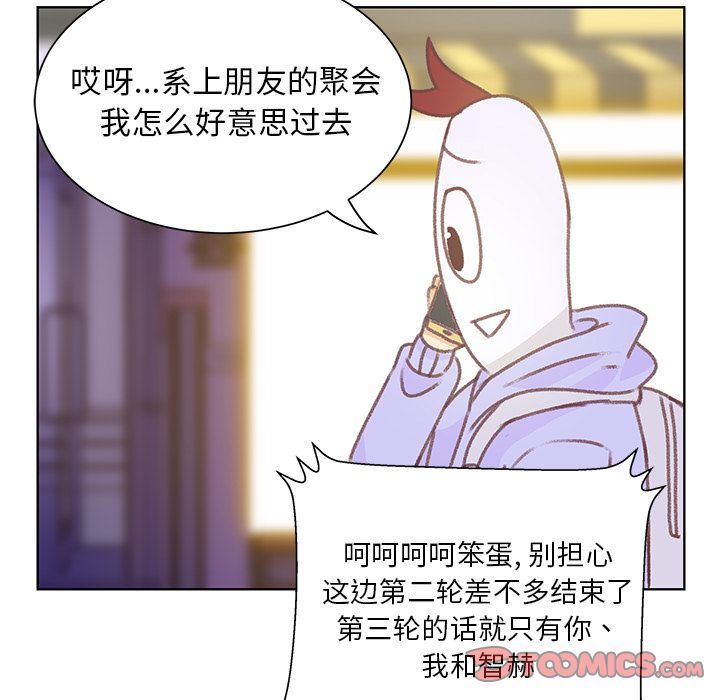 哎呀...系上朋友的聚会
我怎么好意思过去
呵呵呵呵笨蛋, 别担心
这边第二轮差不多结束了
第三轮的话就只有你、
我和智赫
TOOMICS.COM